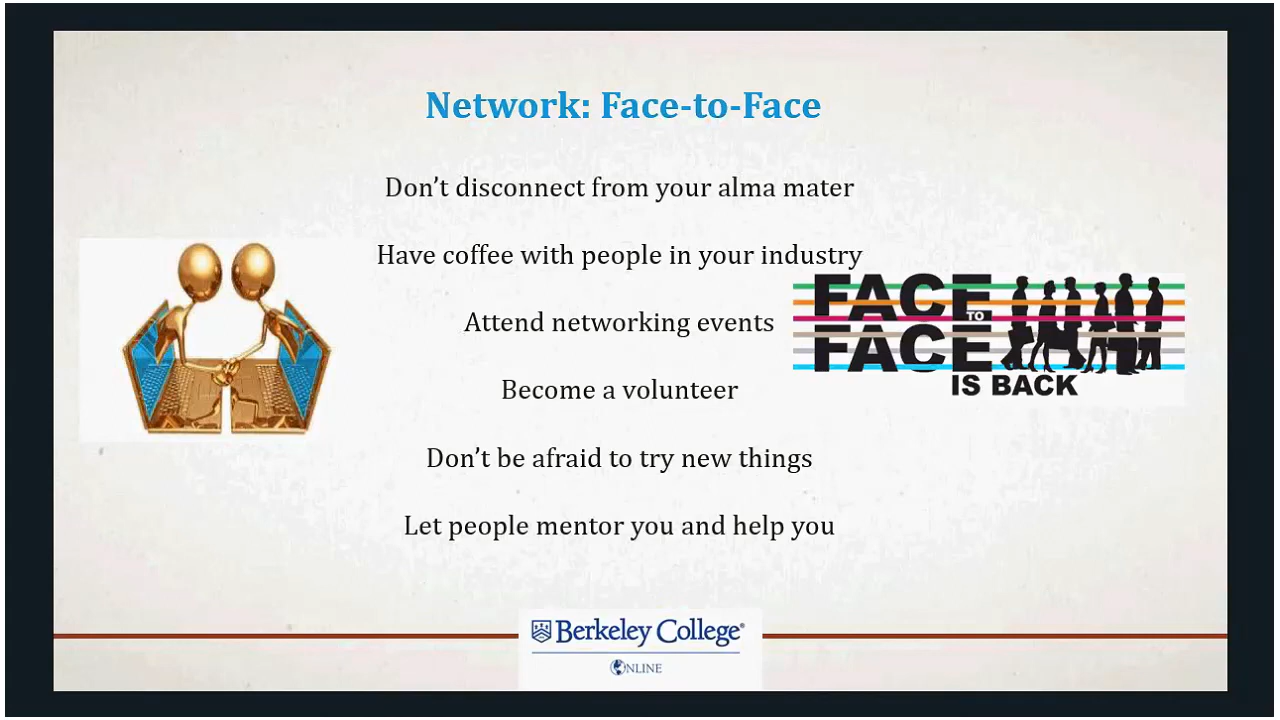 Network: Face-to-Face
Don’t disconnect from your alma mater
Have coffee with people in your industry
Attend networking events
Become a volunteer
Don’t be afraid to try new things
Let people mentor you and help you
FACE
TO
FACE
IS BACK
Berkeley College®
ONLINE